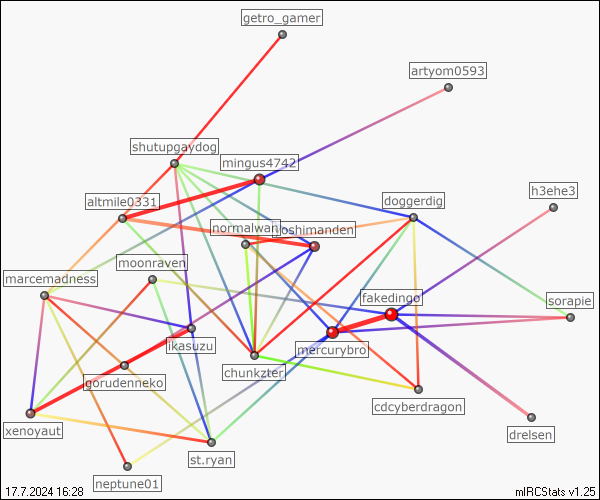 getro_gamer
artyom0593
shutupgaydog
mingus4742
h3ehe3
altmile0331
doggerdig
normalwan
joshimanden
moonraven
marcemadness
fakedingo
sorapie
ikasuzu
mercurybro
chunkzter
gorudenneko
cdcyberdragon
xenoyaut
drelsen
st.ryan
neptune01
17.7.2024 16:28
mIRCStats v1.25